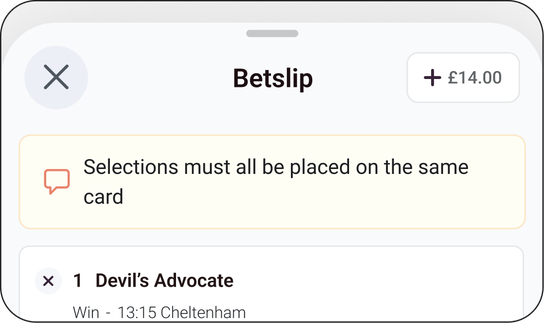 Betslip
+ £14.00
Selections must all be placed on the same
card
1 Devil’s Advocate
Win - 13:15 Cheltenham